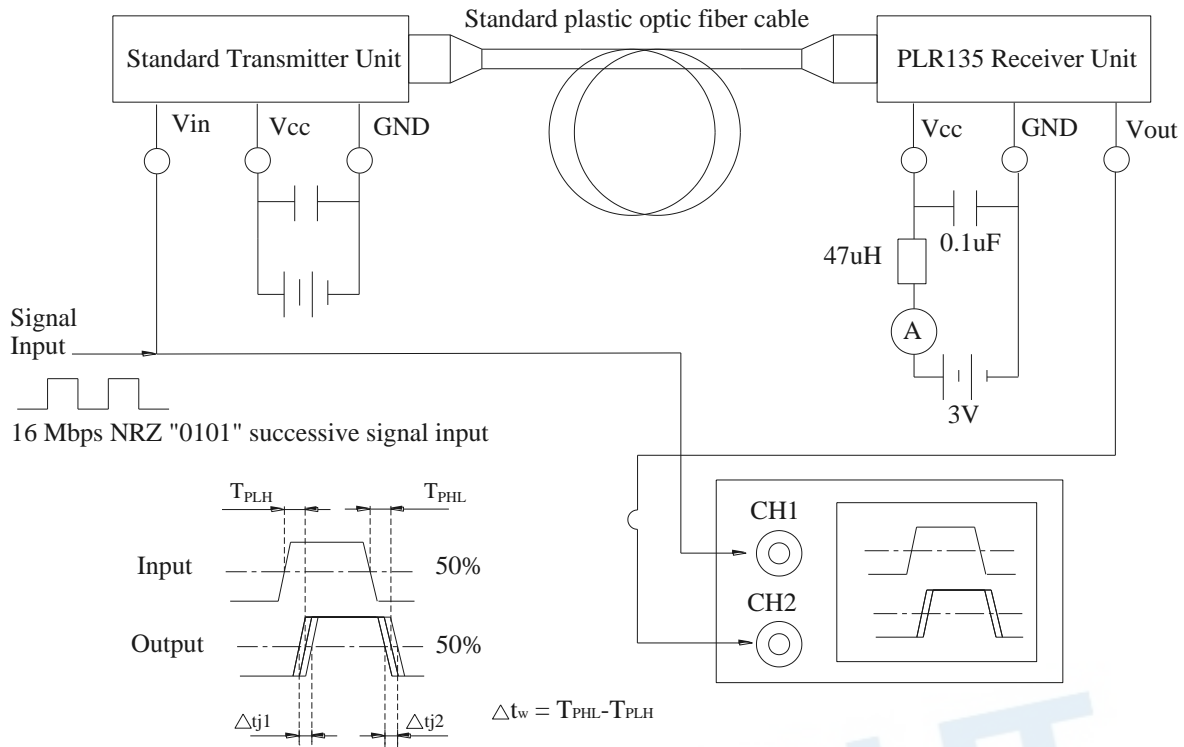 Standard plastic optic fiber cable
Standard Transmitter Unit
PLR135 Receiver Unit
Vin
Vcc
GND
Vcc
GND
Vout
0.1uF
47uH
A
3V
Signal
Input
16 Mbps NRZ "0101" successive signal input
TPLH
TPHL
Input
50%
Output
50%
△tj1
△tj2
△tw = TPHL-TPLH
CH1
CH2